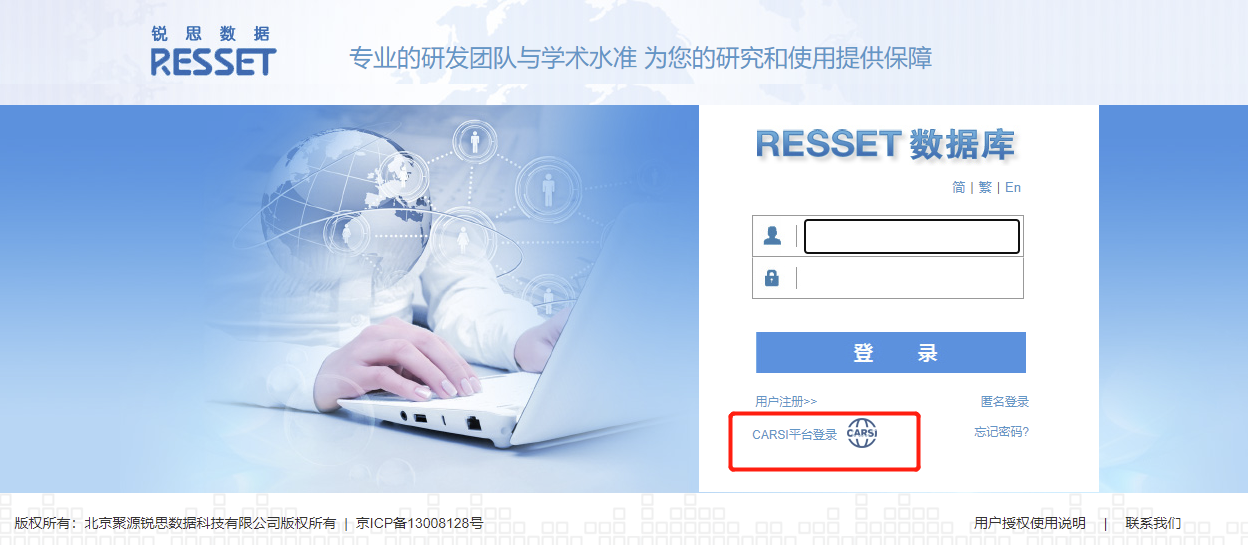 锐思数据
RESSET
专业的研发团队与学术水准 为您的研究和使用提供保障
RESSET 数据库
简 | 繁 | En
登 录
用户注册>>
匿名登录
CARSI平台登录
CARSI
忘记密码?
版权所有：北京聚源锐思数据科技有限公司版权所有 | 京ICP备13008128号
用户授权使用说明 | 联系我们